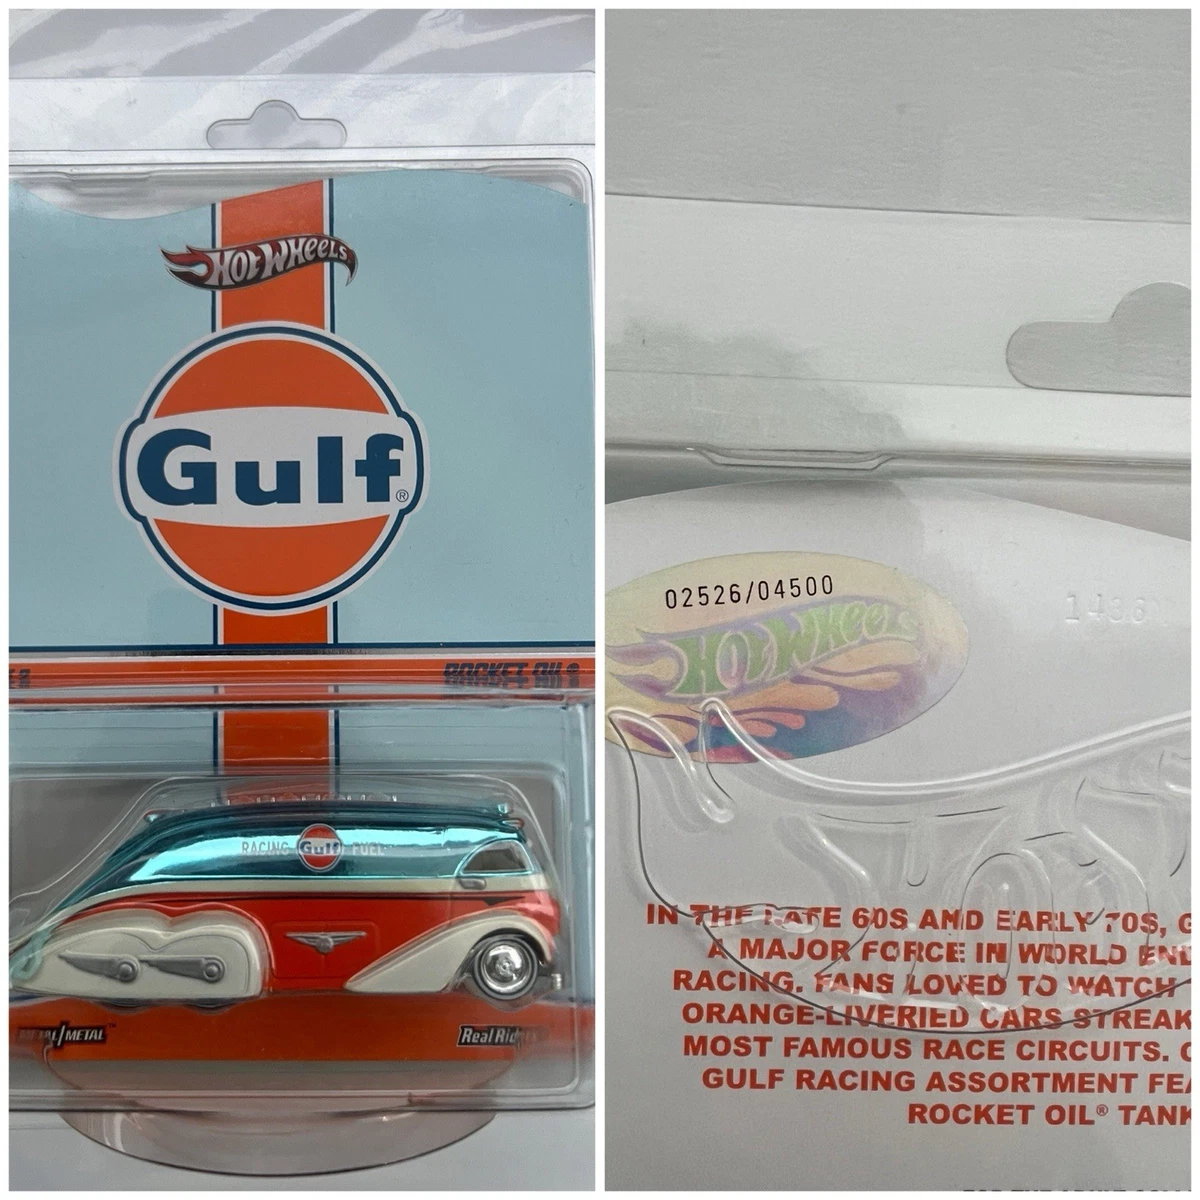 HOT WHEELS
Gulf®
ROCKET OIL®
RACING Gulf FUEL
METAL/METAL™
Real Riders
02526/04500
HOT WHEELS
IN THE LATE 60S AND EARLY 70S, G
A MAJOR FORCE IN WORLD END
RACING. FANS LOVED TO WATCH
ORANGE-LIVERIED CARS STREAK
MOST FAMOUS RACE CIRCUITS.
GULF RACING ASSORTMENT FEA
ROCKET OIL® TANK